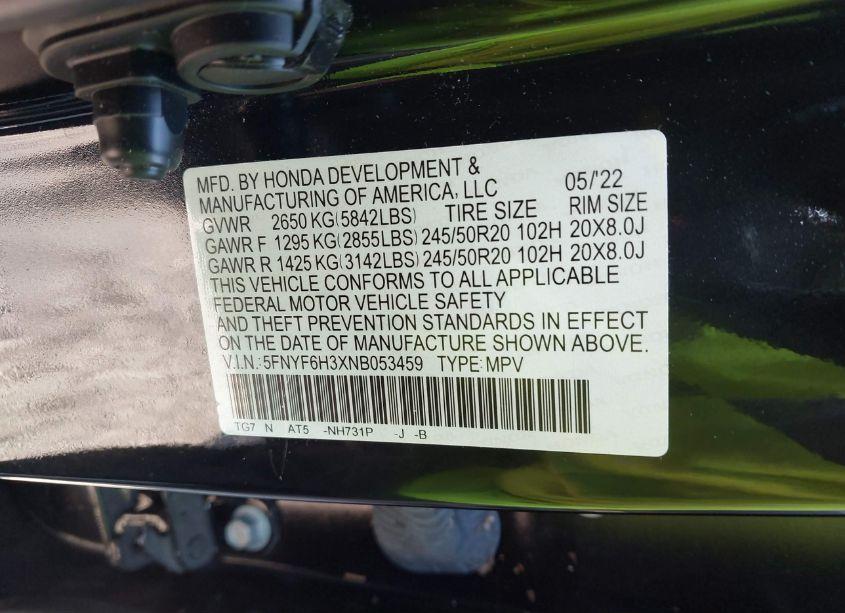 MFD. BY HONDA DEVELOPMENT & 
MANUFACTURING OF AMERICA, LLC 05/'22
GVWR 2650 KG(5842LBS) TIRE SIZE RIM SIZE
GAWR F 1295 KG(2855LBS) 245/50R20 102H 20X8.0J
GAWR R 1425 KG(3142LBS) 245/50R20 102H 20X8.0J
THIS VEHICLE CONFORMS TO ALL APPLICABLE
FEDERAL MOTOR VEHICLE SAFETY
AND THEFT PREVENTION STANDARDS IN EFFECT
ON THE DATE OF MANUFACTURE SHOWN ABOVE.
V.I.N.: 5FNYF6H3XNB053459 TYPE: MPV
TG7 N AT5 -NH731P -J -B